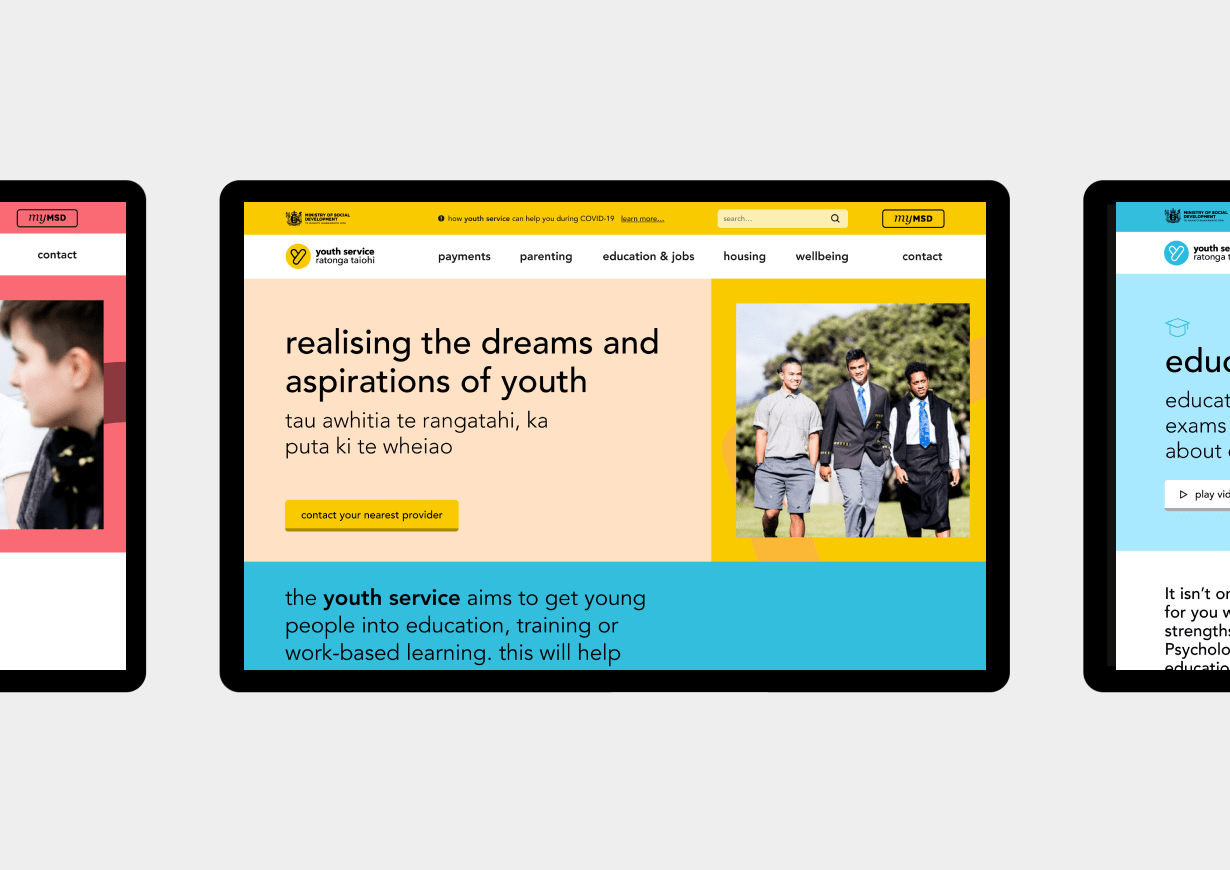 myMSD
contact
MINISTRY OF SOCIAL
DEVELOPMENT
how youth service can help you during COVID-19 learn more...
search...
myMSD
youth service
ratonga taiohi
payments
parenting
education & jobs
housing
wellbeing
contact
realising the dreams and
aspirations of youth
tau awhitia te rangatahi, ka
puta ki te wheiao
contact your nearest provider
the youth service aims to get young
people into education, training or
work-based learning. this will help
MINISTRY OF SOCIAL
DEVELOPMENT
youth se
ratonga t
educ
educat
exams
about
play vid
It isn't or
for you w
strengths
Psycholo
educatio